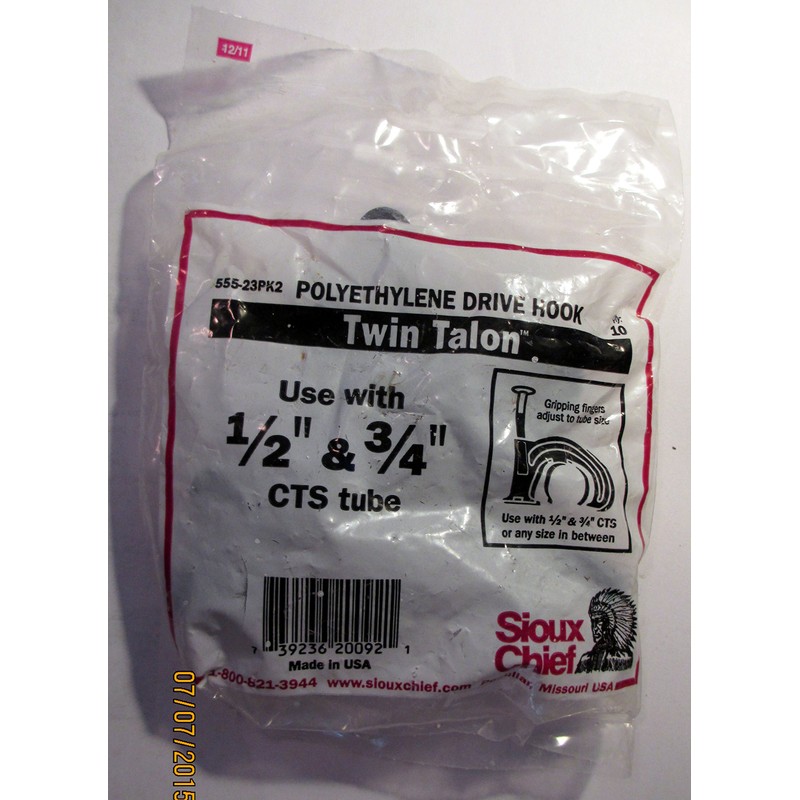 12/11
555-23PK2 POLYETHYLENE DRIVE HOOK
Qty.
10
Twin Talon™
Use with
1/2" & 3/4"
CTS tube
Gripping fingers
adjust to tube size
Use with 1/2" & 3/4" CTS
or any size in between
7 39236 20092 1
Made in USA
Sioux
Chief
1-800-821-3944 www.siouxchief.com Missouri USA
07/07/2015